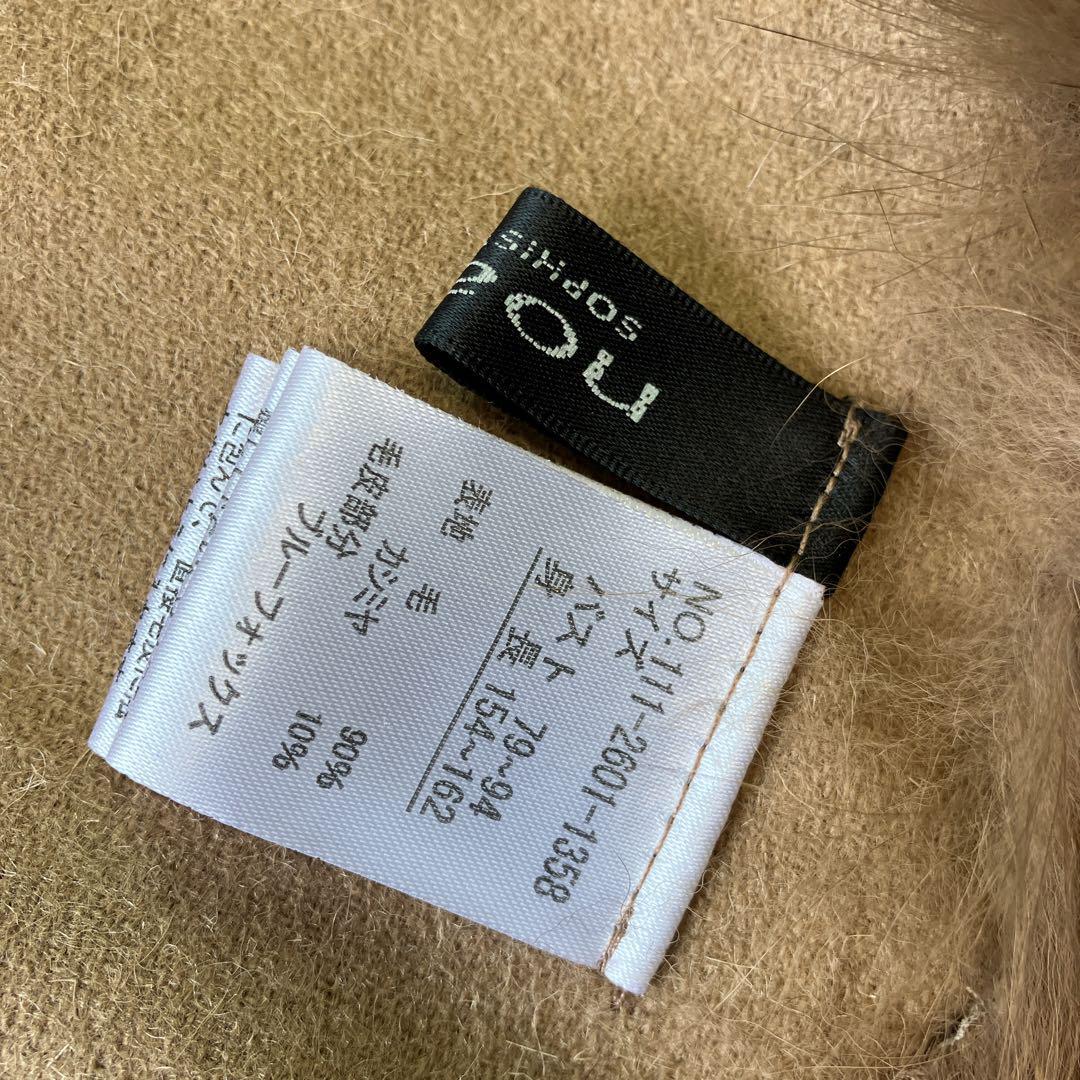 NO.111-2601-1358
サイズ
バスト 79~94
身 長 154~162
表地
毛 90%
カシミヤ 10%
毛皮部分
ブルーフォックス
SOPHIS